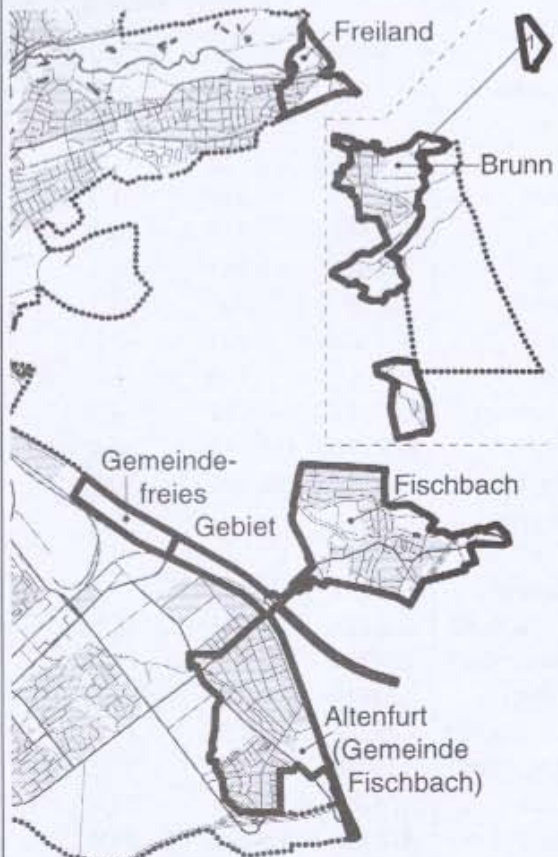 Freiland
Brunn
Gemeinde-
freies
Gebiet
Fischbach
Altenfurt
(Gemeinde
Fischbach)